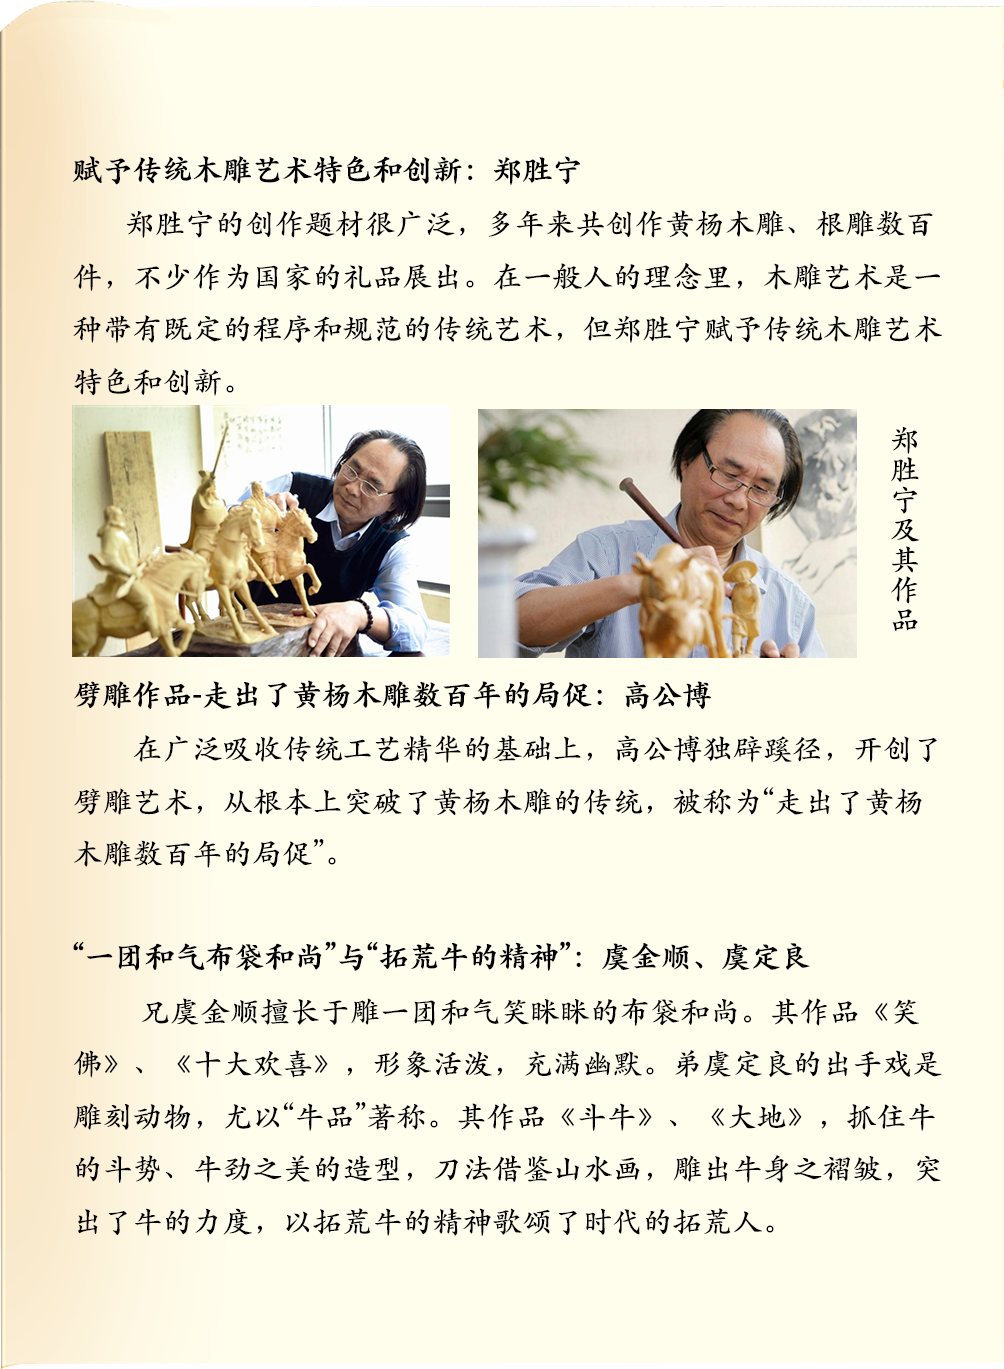 赋予传统木雕艺术特色和创新：郑胜宁
郑胜宁的创作题材很广泛，多年来共创作黄杨木雕、根雕数百
件，不少作为国家的礼品展出。在一般人的理念里，木雕艺术是一
种带有既定的程序和规范的传统艺术，但郑胜宁赋予传统木雕艺术
特色和创新。
郑胜宁及其作品
劈雕作品-走出了黄杨木雕数百年的局促：高公博
在广泛吸收传统工艺精华的基础上，高公博独辟蹊径，开创了
劈雕艺术，从根本上突破了黄杨木雕的传统，被称为“走出了黄杨
木雕数百年的局促”。
“一团和气布袋和尚”与“拓荒牛的精神”：虞金顺、虞定良
兄虞金顺擅长于雕一团和气笑眯眯的布袋和尚。其作品《笑
佛》、《十大欢喜》，形象活泼，充满幽默。弟虞定良的出手戏是
雕刻动物，尤以“牛品”著称。其作品《斗牛》、《大地》，抓住牛
的斗势、牛劲之美的造型，刀法借鉴山水画，雕出牛身之褶皱，突
出了牛的力度，以拓荒牛的精神歌颂了时代的拓荒人。